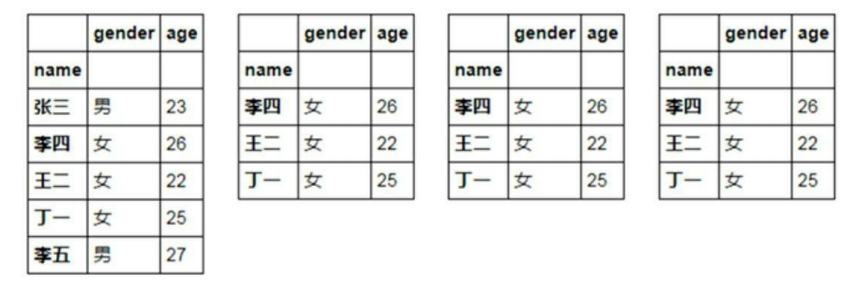 gender age
name
张三 男 23
李四 女 26
王二 女 22
丁一 女 25
李五 男 27
gender age
name
李四 女 26
王二 女 22
丁一 女 25
gender age
name
李四 女 26
王二 女 22
丁一 女 25
gender age
name
李四 女 26
王二 女 22
丁一 女 25